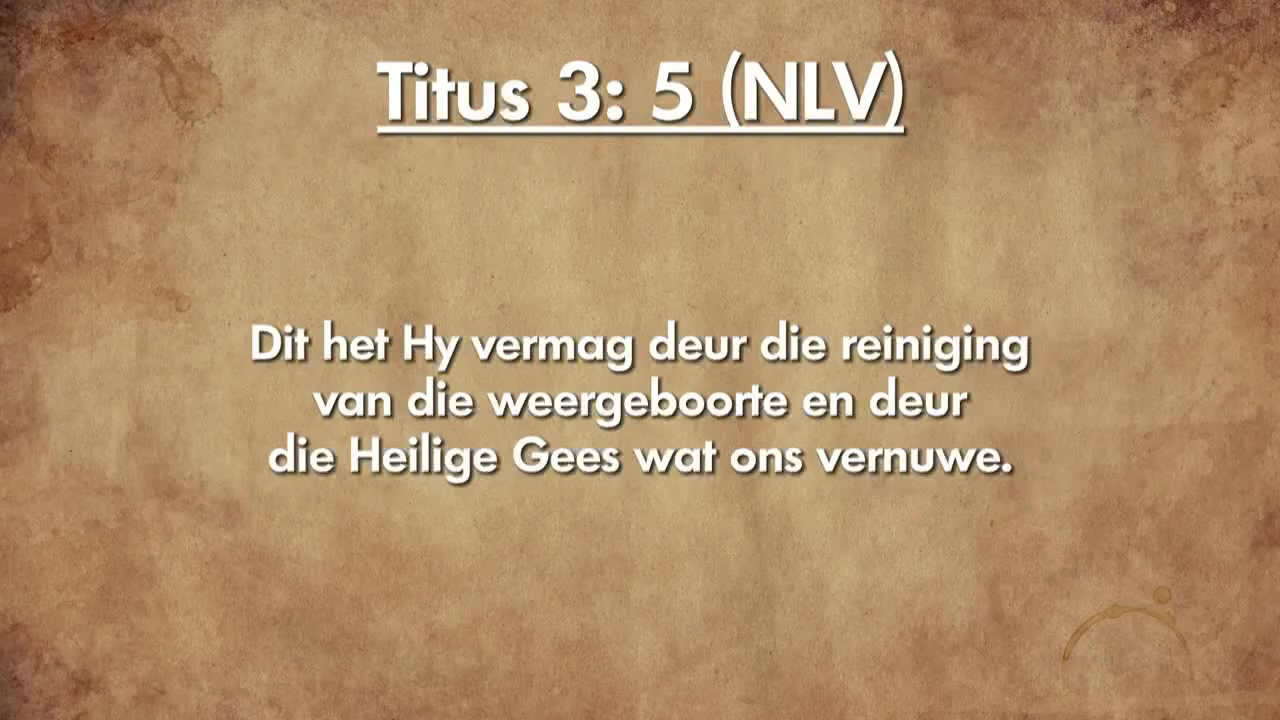 Titus 3: 5 (NLV)
Dit het Hy vermag deur die reiniging
van die weergeboorte en deur
die Heilige Gees wat ons vernuwe.